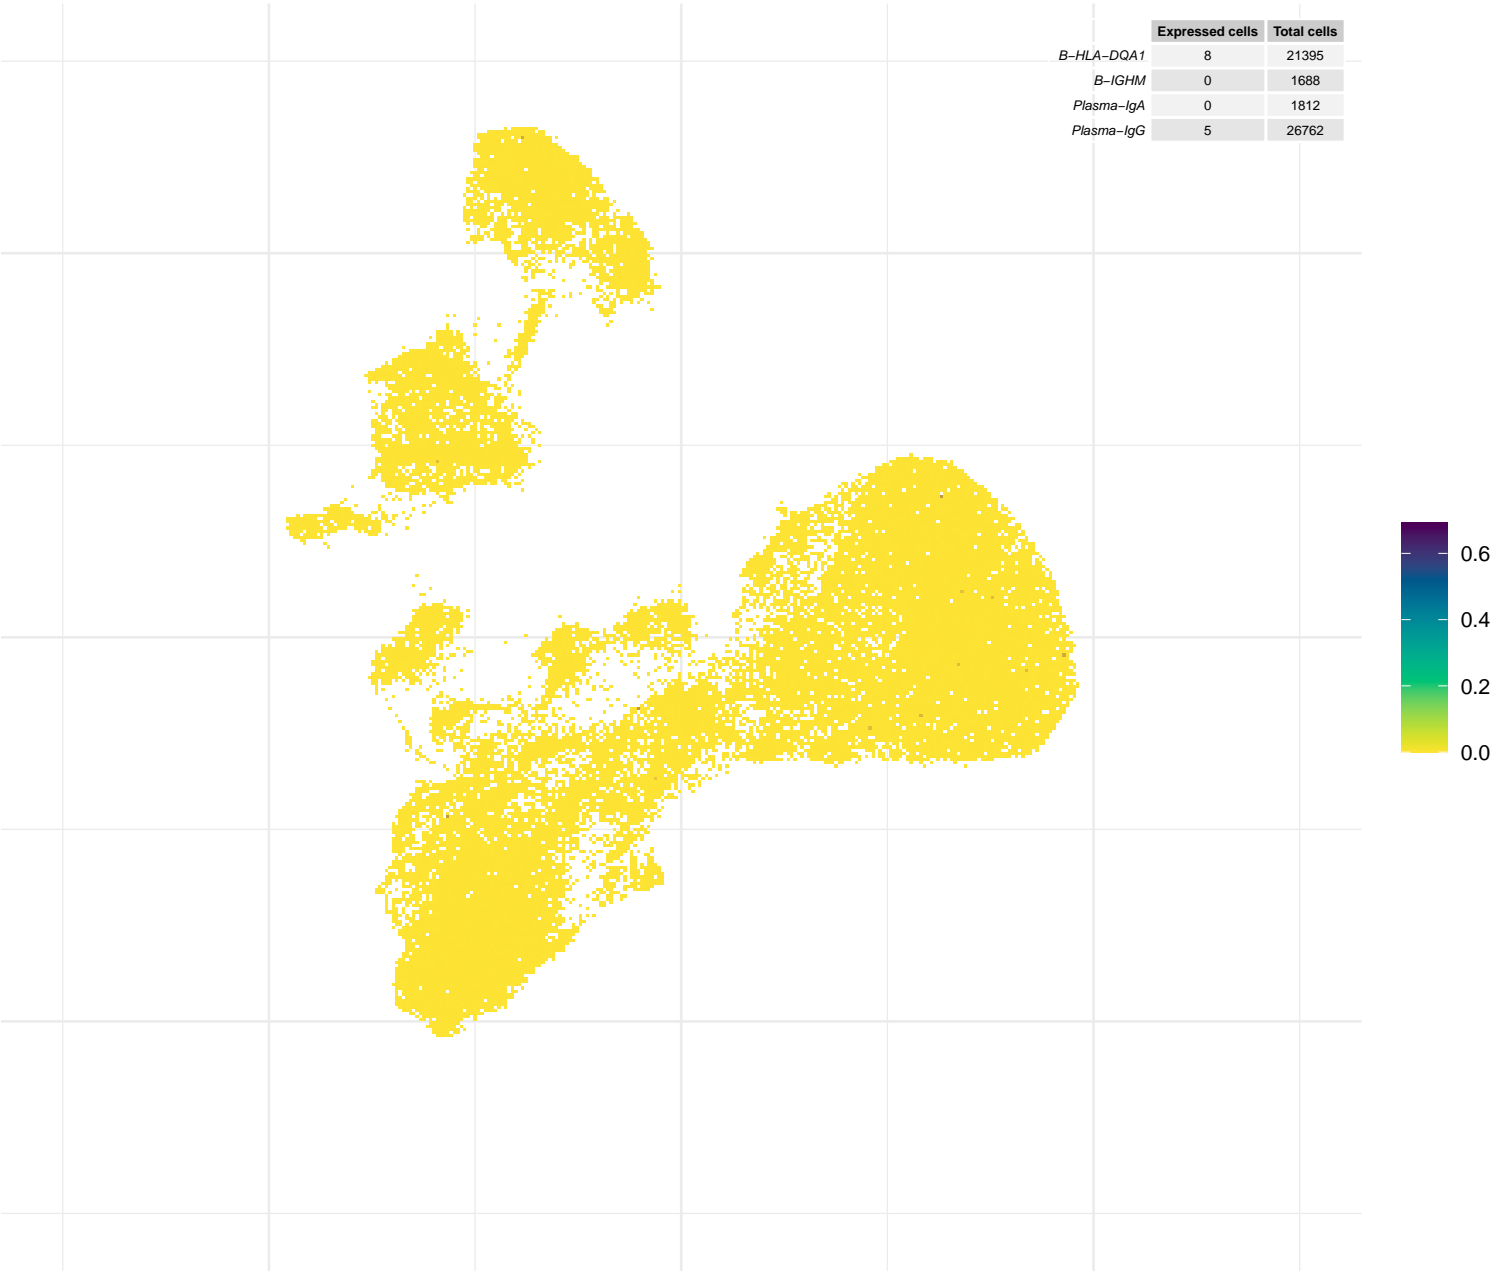 Expressed cells Total cells
B−HLA−DQA1 8 21395
B−IGHM 0 1688
Plasma−IgA 0 1812
Plasma−IgG 5 26762
0.6
0.4
0.2
0.0